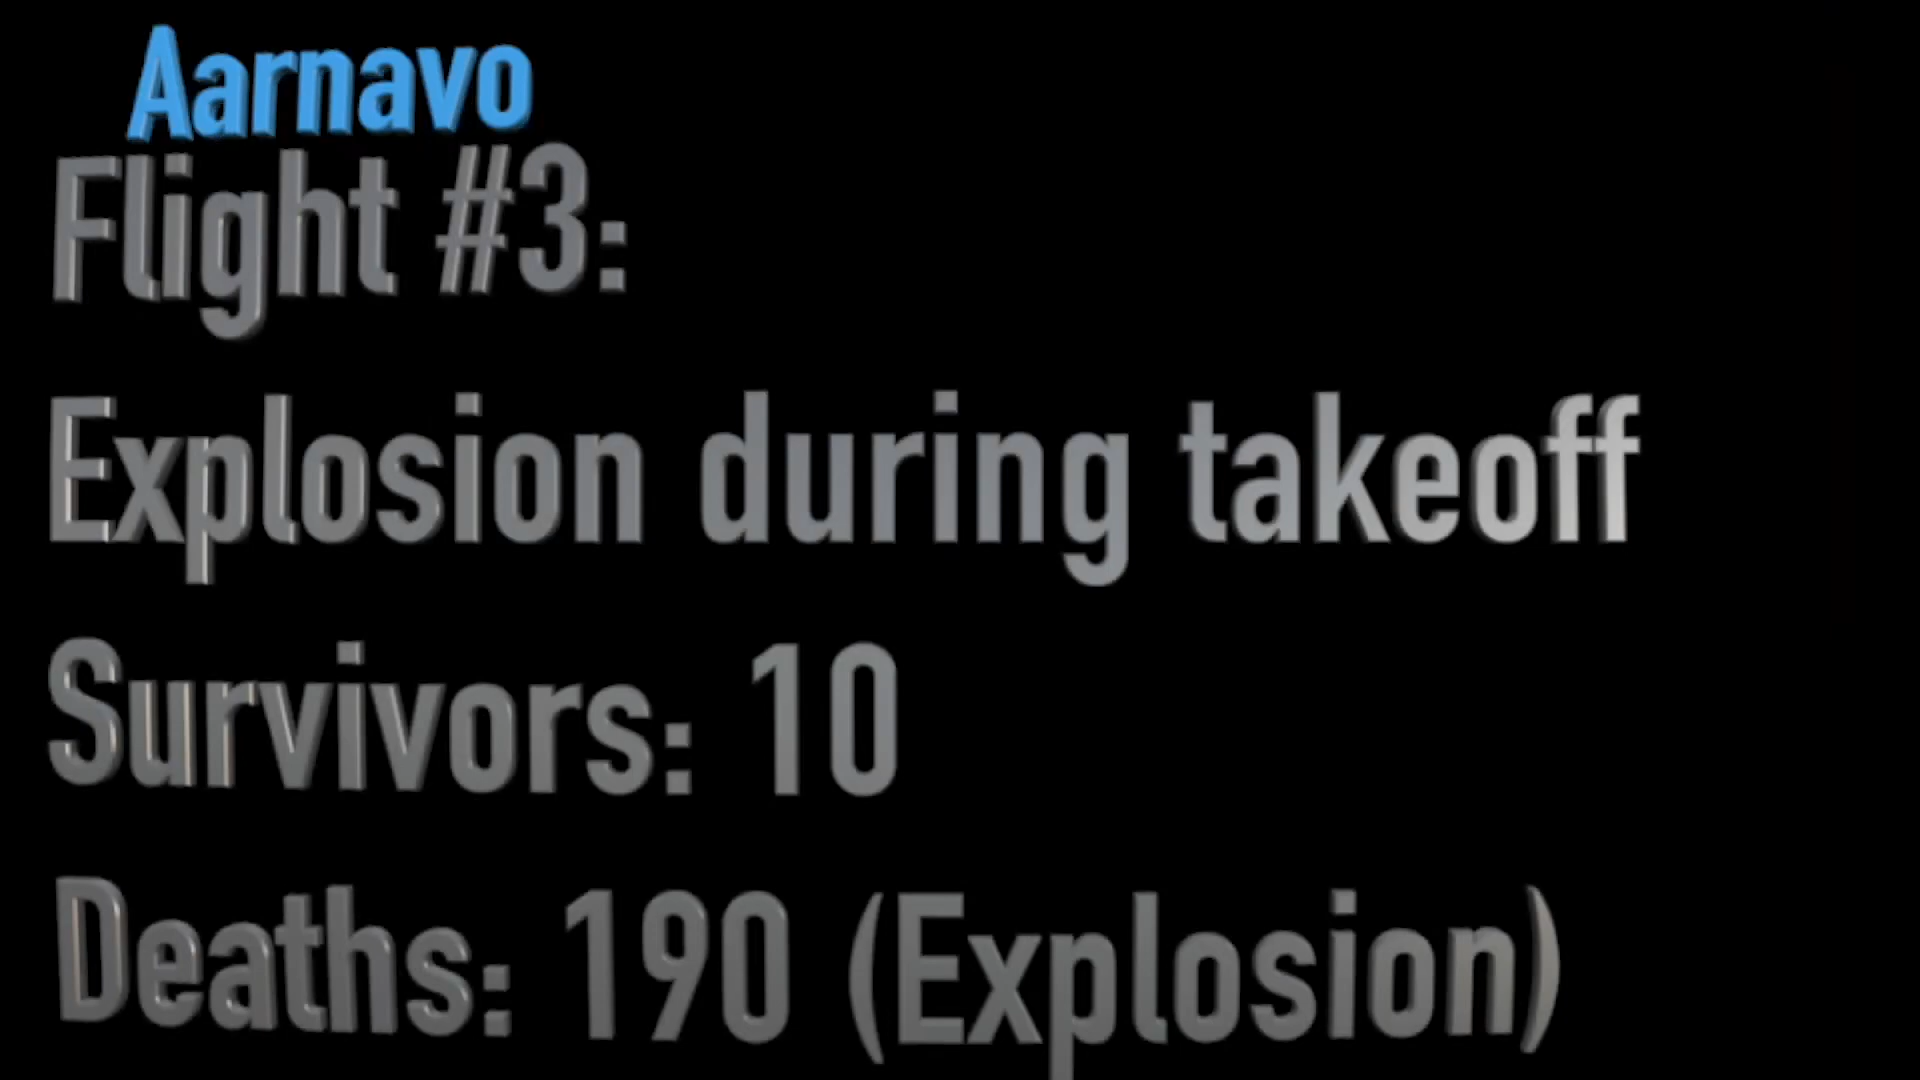 Aarnavo
Flight #3:
Explosion during takeoff
Survivors: 10
Deaths: 190 (Explosion)